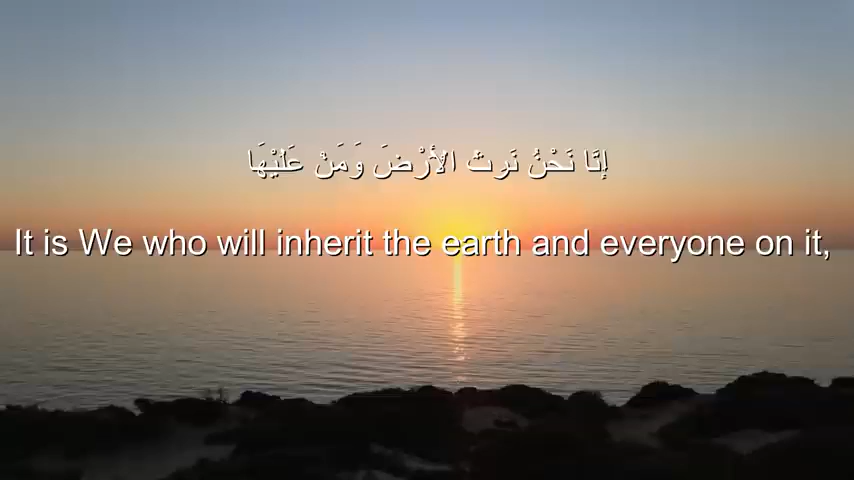 إِنَّا نَحْنُ نَرِثُ الْأَرْضَ وَمَنْ عَلَيْهَا
It is We who will inherit the earth and everyone on it,